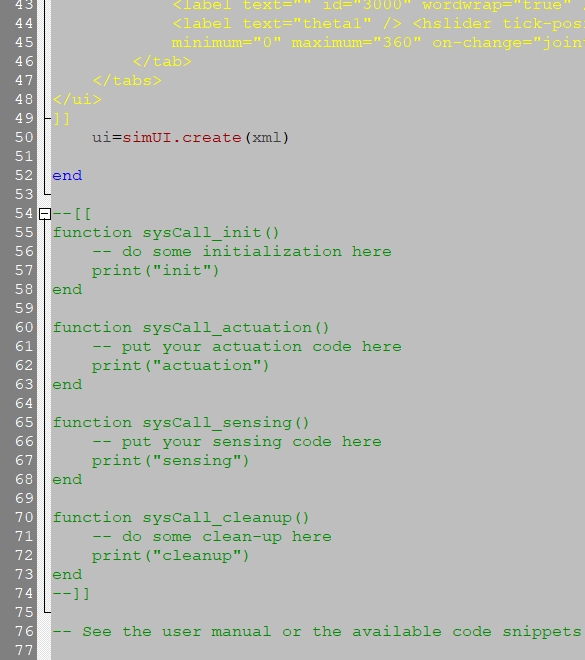 43 <label text="" id="3000" wordwrap="true" /
44 <label text="theta1" /> <hslider tick-pos
45 minimum="0" maximum="360" on-change="join
46 </tab>
47 </tabs>
48 </ui>
49 ]]
50 ui=simUI.create(xml)
51
52 end
53
54 --[[
55 function sysCall_init()
56 -- do some initialization here
57 print("init")
58 end
59
60 function sysCall_actuation()
61 -- put your actuation code here
62 print("actuation")
63 end
64
65 function sysCall_sensing()
66 -- put your sensing code here
67 print("sensing")
68 end
69
70 function sysCall_cleanup()
71 -- do some clean-up here
72 print("cleanup")
73 end
74 --]]
75
76 -- See the user manual or the available code snippets
77